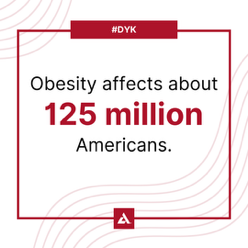 #DYK
Obesity affects about
125 million
Americans.